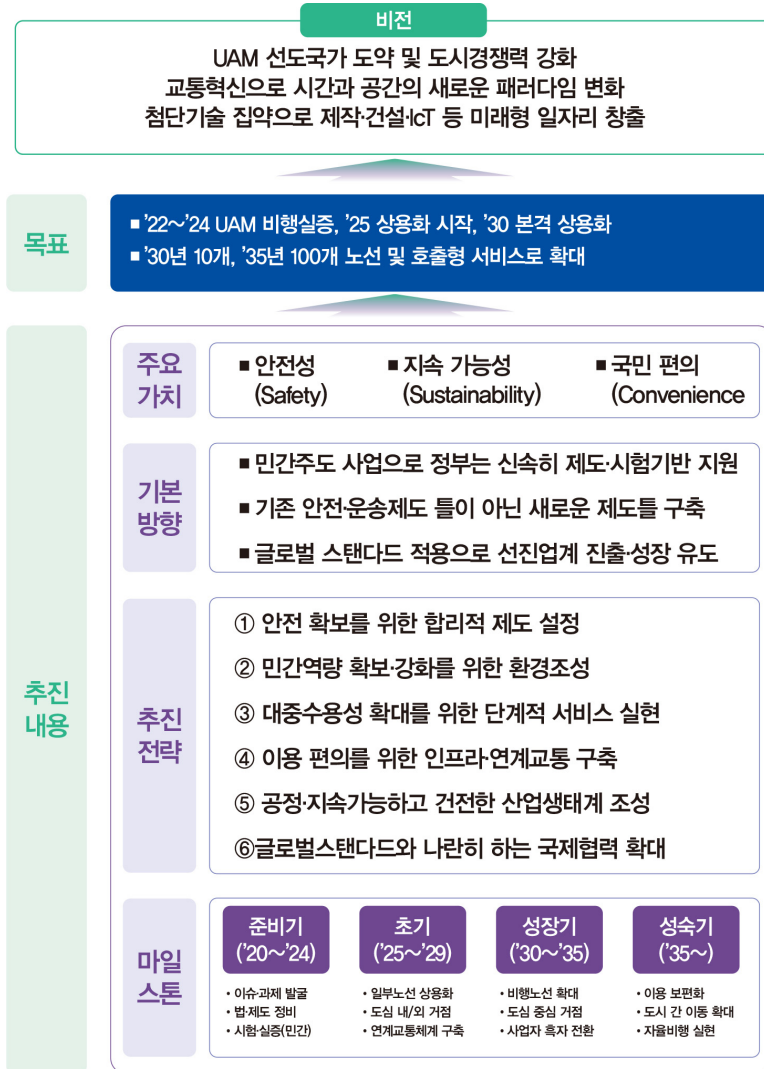 비전
UAM 선도국가 도약 및 도시경쟁력 강화
교통혁신으로 시간과 공간의 새로운 패러다임 변화
첨단기술 집약으로 제작·건설·IcT 등 미래형 일자리 창출
목표
■ ’22～’24 UAM 비행실증, ’25 상용화 시작, ’30 본격 상용화
■ ’30년 10개, ’35년 100개 노선 및 호출형 서비스로 확대
추진
내용
주요
가치
■ 안전성 ■ 지속 가능성 ■ 국민 편의
(Safety) (Sustainability) (Convenience
기본
방향
■ 민간주도 사업으로 정부는 신속히 제도·시험기반 지원
■ 기존 안전·운송제도 틀이 아닌 새로운 제도틀 구축
■ 글로벌 스탠다드 적용으로 선진업계 진출·성장 유도
추진
전략
① 안전 확보를 위한 합리적 제도 설정
② 민간역량 확보·강화를 위한 환경조성
③ 대중수용성 확대를 위한 단계적 서비스 실현
④ 이용 편의를 위한 인프라·연계교통 구축
⑤ 공정·지속가능하고 건전한 산업생태계 조성
⑥글로벌스탠다드와 나란히 하는 국제협력 확대
마일
스톤
준비기
(’20～’24)
• 이슈·과제 발굴
• 법·제도 정비
• 시험·실증(민간)
초기
(’25～’29)
• 일부노선 상용화
• 도심 내/외 거점
• 연계교통체계 구축
성장기
(’30～’35)
• 비행노선 확대
• 도심 중심 거점
• 사업자 흑자 전환
성숙기
(’35～)
• 이용 보편화
• 도시 간 이동 확대
• 자율비행 실현